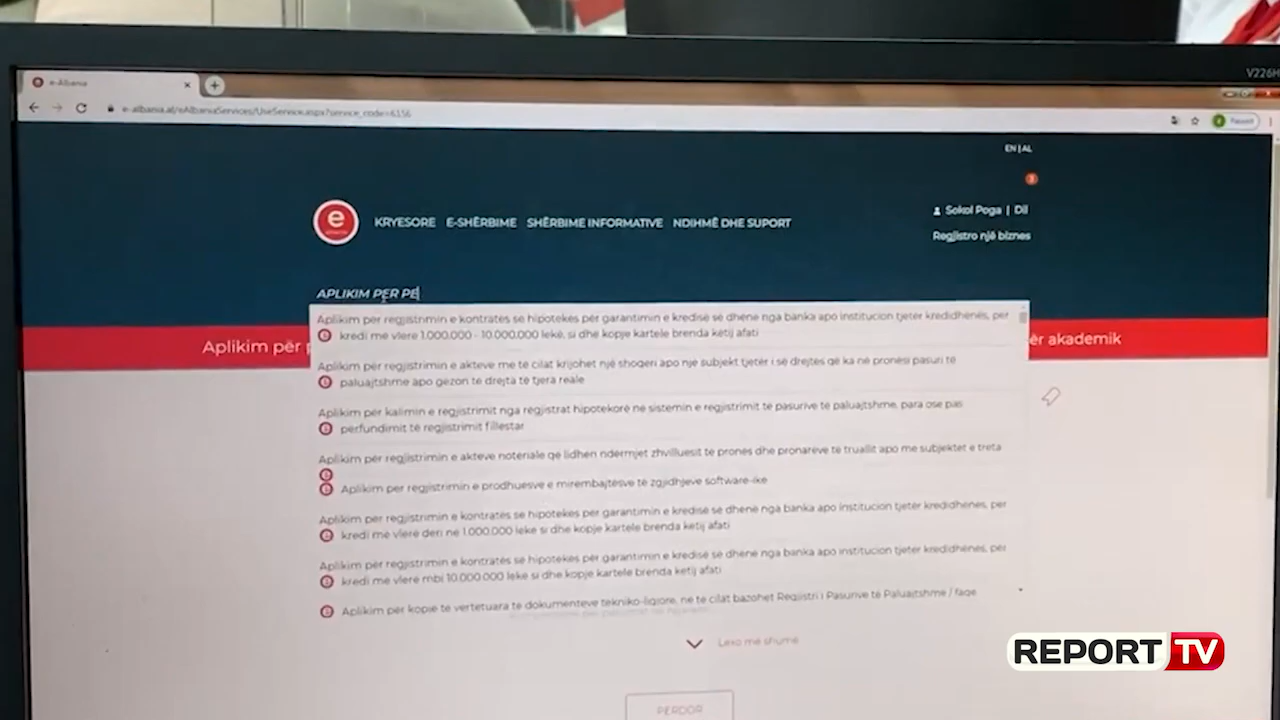 V226H
e-Albania
e-albania.al/eAlbaniaServices/UseService.aspx?service_code=6156
Paused
EN | AL
3
Sokol Poga | Dil
e
KRYESORE E-SHËRBIME SHËRBIME INFORMATIVE NDIHMË DHE SUPORT
Regjistro një biznes
APLIKIM PER PE
Aplikim për regjistrimin e kontratës së hipotekës për garantimin e kredisë së dhënë nga banka apo institucion tjetër kredidhënës, për
kredi me vlerë 1.000.000 - 10.000.000 lekë, si dhe kopje kartele brenda këtij afati
Aplikim për
ër akademik
Aplikim për regjistrimin e akteve me të cilat krijohet një shoqëri apo një subjekt tjetër i së drejtës që ka në pronësi pasuri të
paluajtshme apo gëzon të drejta të tjera reale
Aplikim për kalimin e regjistrimit nga regjistrat hipotekorë në sistemin e regjistrimit të pasurive të paluajtshme, para ose pas
përfundimit të regjistrimit fillestar
Aplikim për regjistrimin e akteve noteriale që lidhen ndërmjet zhvilluesit të pronës dhe pronarëve të truallit apo me subjektet e treta
Aplikim për regjistrimin e prodhuesve e mirëmbajtësve të zgjidhjeve software-ike
Aplikim për regjistrimin e kontratës së hipotekës për garantimin e kredisë së dhënë nga banka apo institucion tjetër kredidhënës, për
kredi me vlerë deri në 1.000.000 lekë si dhe kopje kartele brenda këtij afati
Aplikim për regjistrimin e kontratës së hipotekës për garantimin e kredisë së dhënë nga banka apo institucion tjetër kredidhënës, për
kredi me vlerë mbi 10.000.000 lekë si dhe kopje kartele brenda këtij afati
Aplikim për kopje të vërtetuara të dokumenteve tekniko-ligjore, në të cilat bazohet Regjistri i Pasurive të Paluajtshme / faqe
Lexo më shumë
REPORT TV
PËRDOR